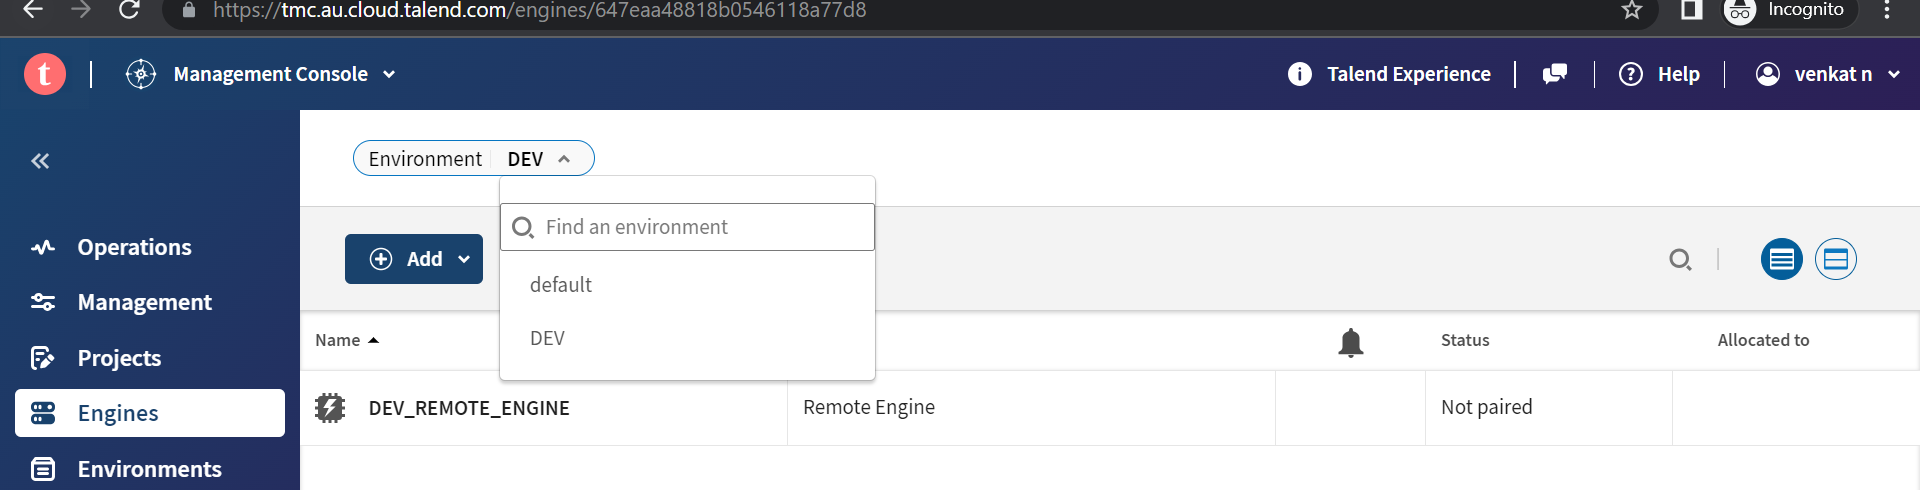 https://tmc.au.cloud.talend.com/engines/647eaa48818b0546118a77d8
Incognito
t
Management Console
Talend Experience
Help
venkat n
Environment DEV
Find an environment
default
DEV
Add
Operations
Management
Projects
Engines
Environments
Name
Status
Allocated to
DEV_REMOTE_ENGINE
Remote Engine
Not paired